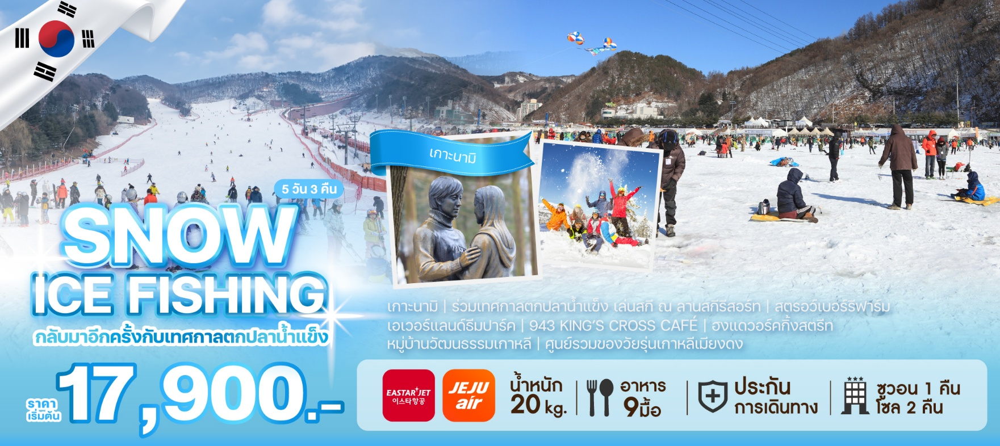 เกาะนามิ
5 วัน 3 คืน
SNOW
ICE FISHING
กลับมาอีกครั้งกับเทศกาลตกปลาน้ำแข็ง
ราคา
เริ่มต้น
17,900.-
เกาะนามิ | ร่วมเทศกาลตกปลาน้ำแข็ง เล่นสกี ณ ลานสกีรีสอร์ท | สตรอว์เบอร์รีฟาร์ม
เอเวอร์แลนด์ธีมปาร์ค | 943 KING'S CROSS CAFÉ | ฮงแดวอร์คกิ้งสตรีท
หมู่บ้านวัฒนธรรมเกาหลี | ศูนย์รวมของวัยรุ่นเกาหลีเมียงดง
EASTAR JET
이스타항공
JEJU
air
น้ำหนัก
20 kg.
อาหาร
9มื้อ
ประกัน
การเดินทาง
ซูวอน 1 คืน
โซล 2 คืน